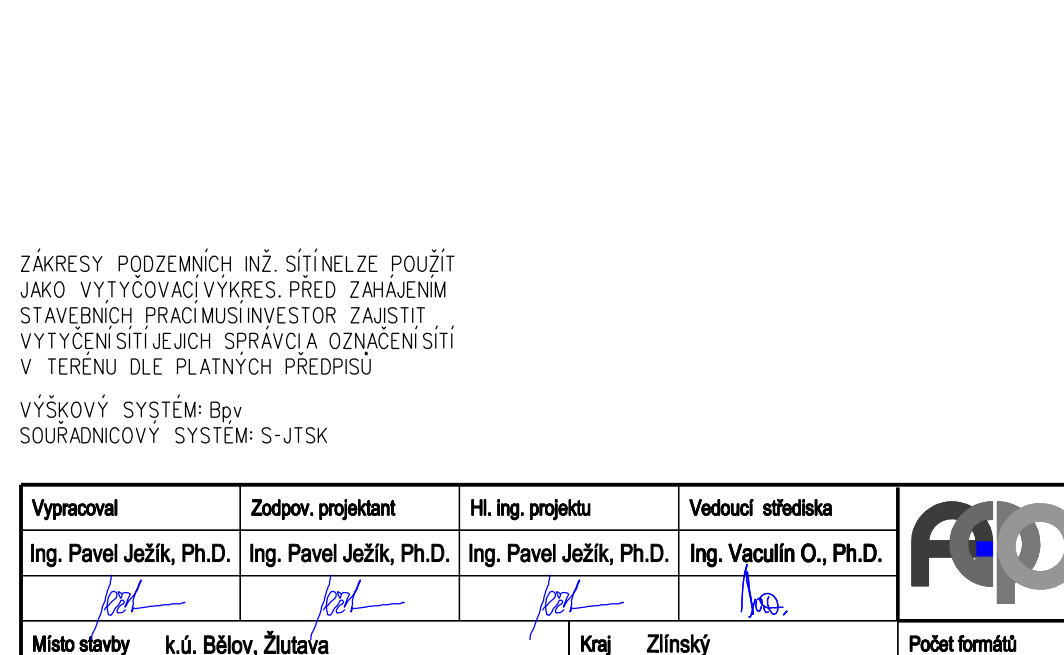 ZÁKRESY PODZEMNÍCH INŽ. SÍTÍ NELZE POUŽÍT
JAKO VYTYČOVACÍ VÝKRES. PŘED ZAHÁJENÍM
STAVEBNÍCH PRACÍ MUSÍ INVESTOR ZAJISTIT
VYTYČENÍ SÍTÍ JEJICH SPRÁVCI A OZNAČENÍ SÍTÍ
V TERÉNU DLE PLATNÝCH PŘEDPISŮ
VÝŠKOVÝ SYSTÉM: Bpv
SOUŘADNICOVÝ SYSTÉM: S-JTSK
Vypracoval Zodpov. projektant Hl. ing. projektu Vedoucí střediska
Ing. Pavel Ježík, Ph.D. Ing. Pavel Ježík, Ph.D. Ing. Pavel Ježík, Ph.D. Ing. Vaculín O., Ph.D.
Místo stavby k.ú. Bělov, Žlutava Kraj Zlínský Počet formátů